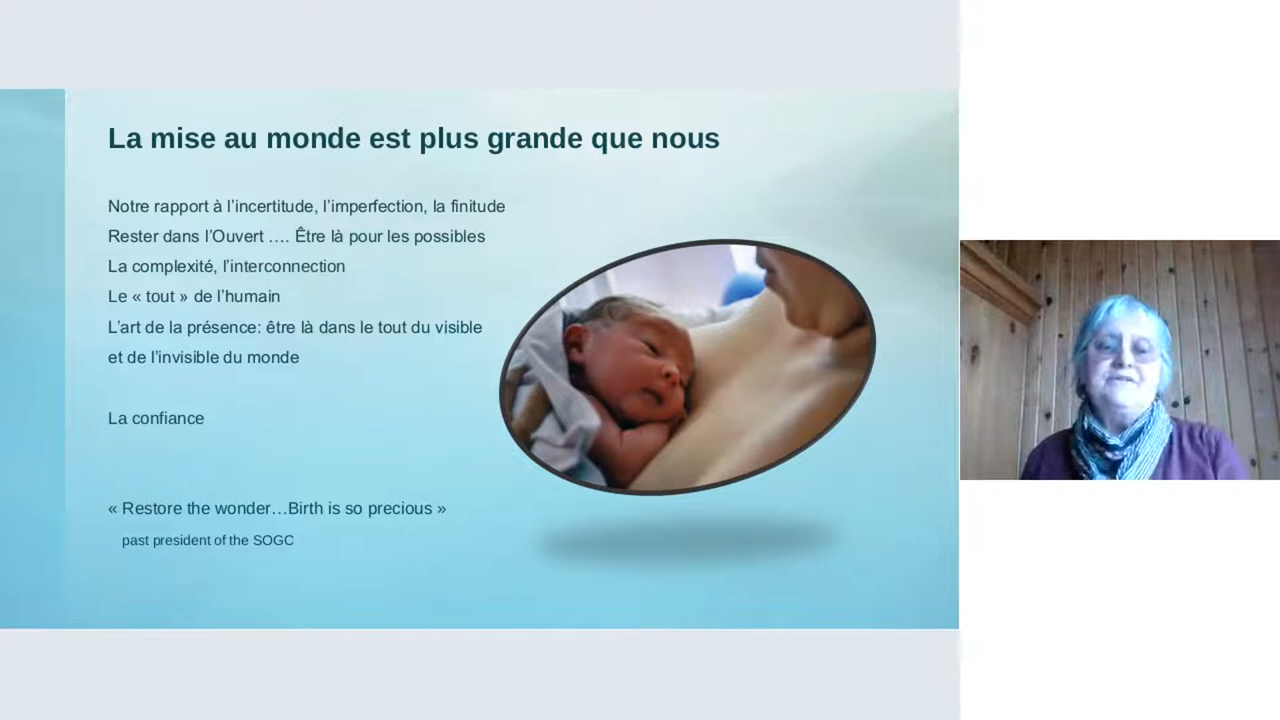 La mise au monde est plus grande que nous
Notre rapport à l’incertitude, l’imperfection, la finitude
Rester dans l’Ouvert …. Être là pour les possibles
La complexité, l’interconnection
Le « tout » de l’humain
L’art de la présence: être là dans le tout du visible
et de l’invisible du monde
La confiance
« Restore the wonder…Birth is so precious »
past president of the SOGC